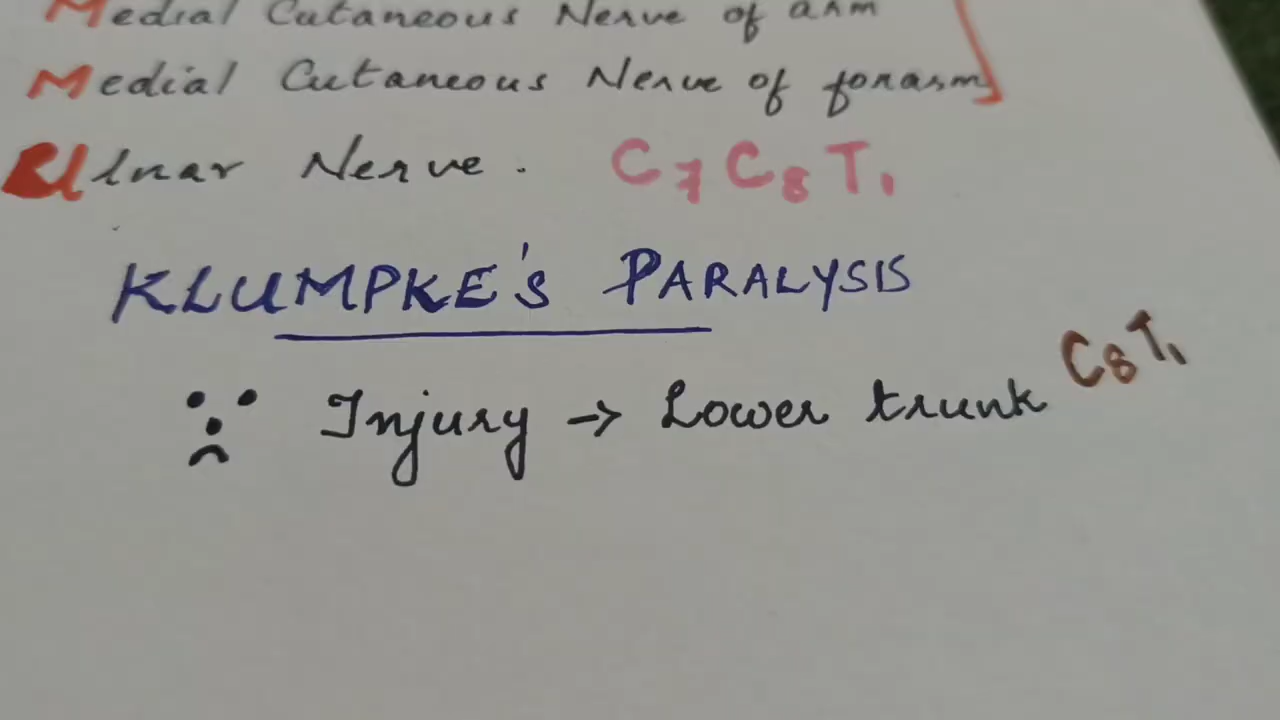 Medial Cutaneous Nerve of arm
Medial Cutaneous Nerve of forarm
Ulnar Nerve. C7 C8 T1
KLUMPKE's PARALYSIS
Injury → Lower trunk C8 T1